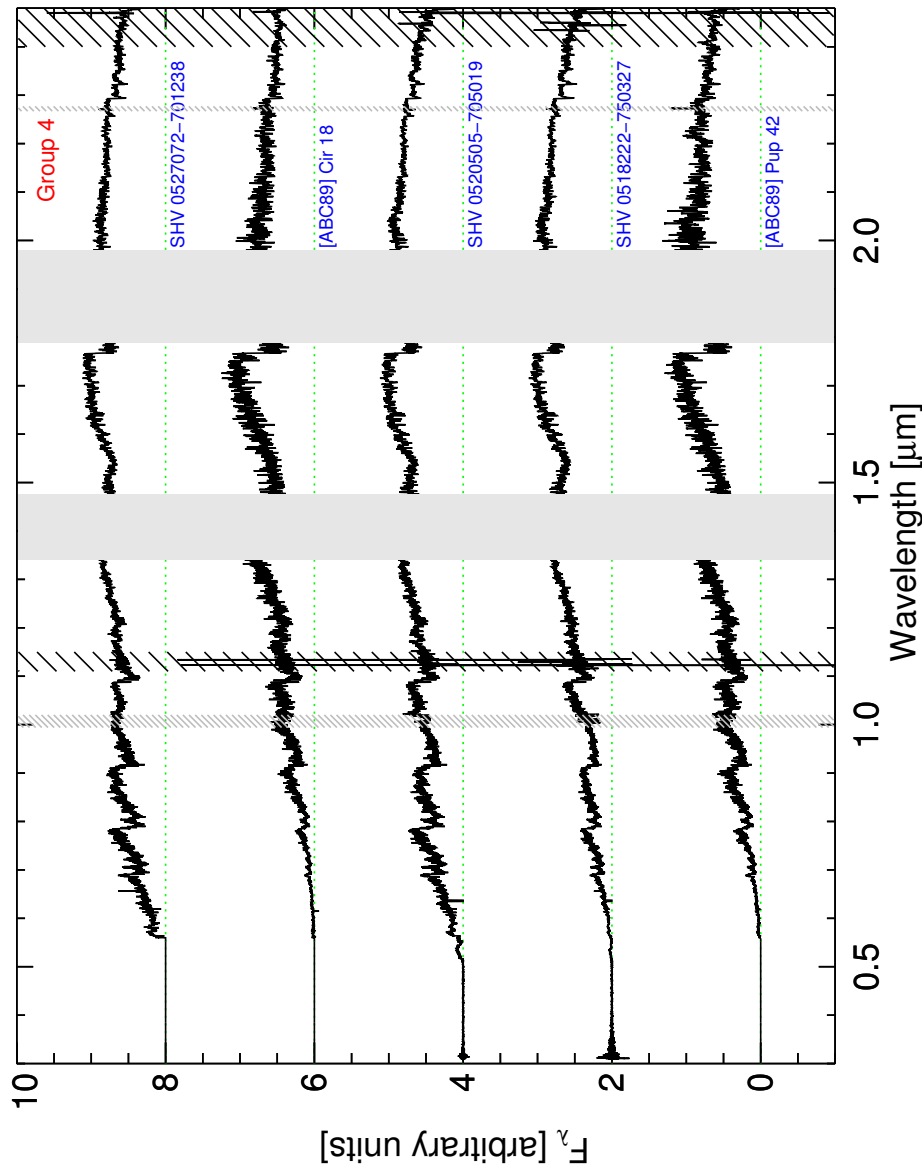 Group 4
SHV 0527072-701238
[ABC89] Cir 18
SHV 0520505-705019
SHV 0518222-750327
[ABC89] Pup 42
10
8
6
4
2
0
F λ [arbitrary units]
0.5
1.0
1.5
2.0
Wavelength [μm]